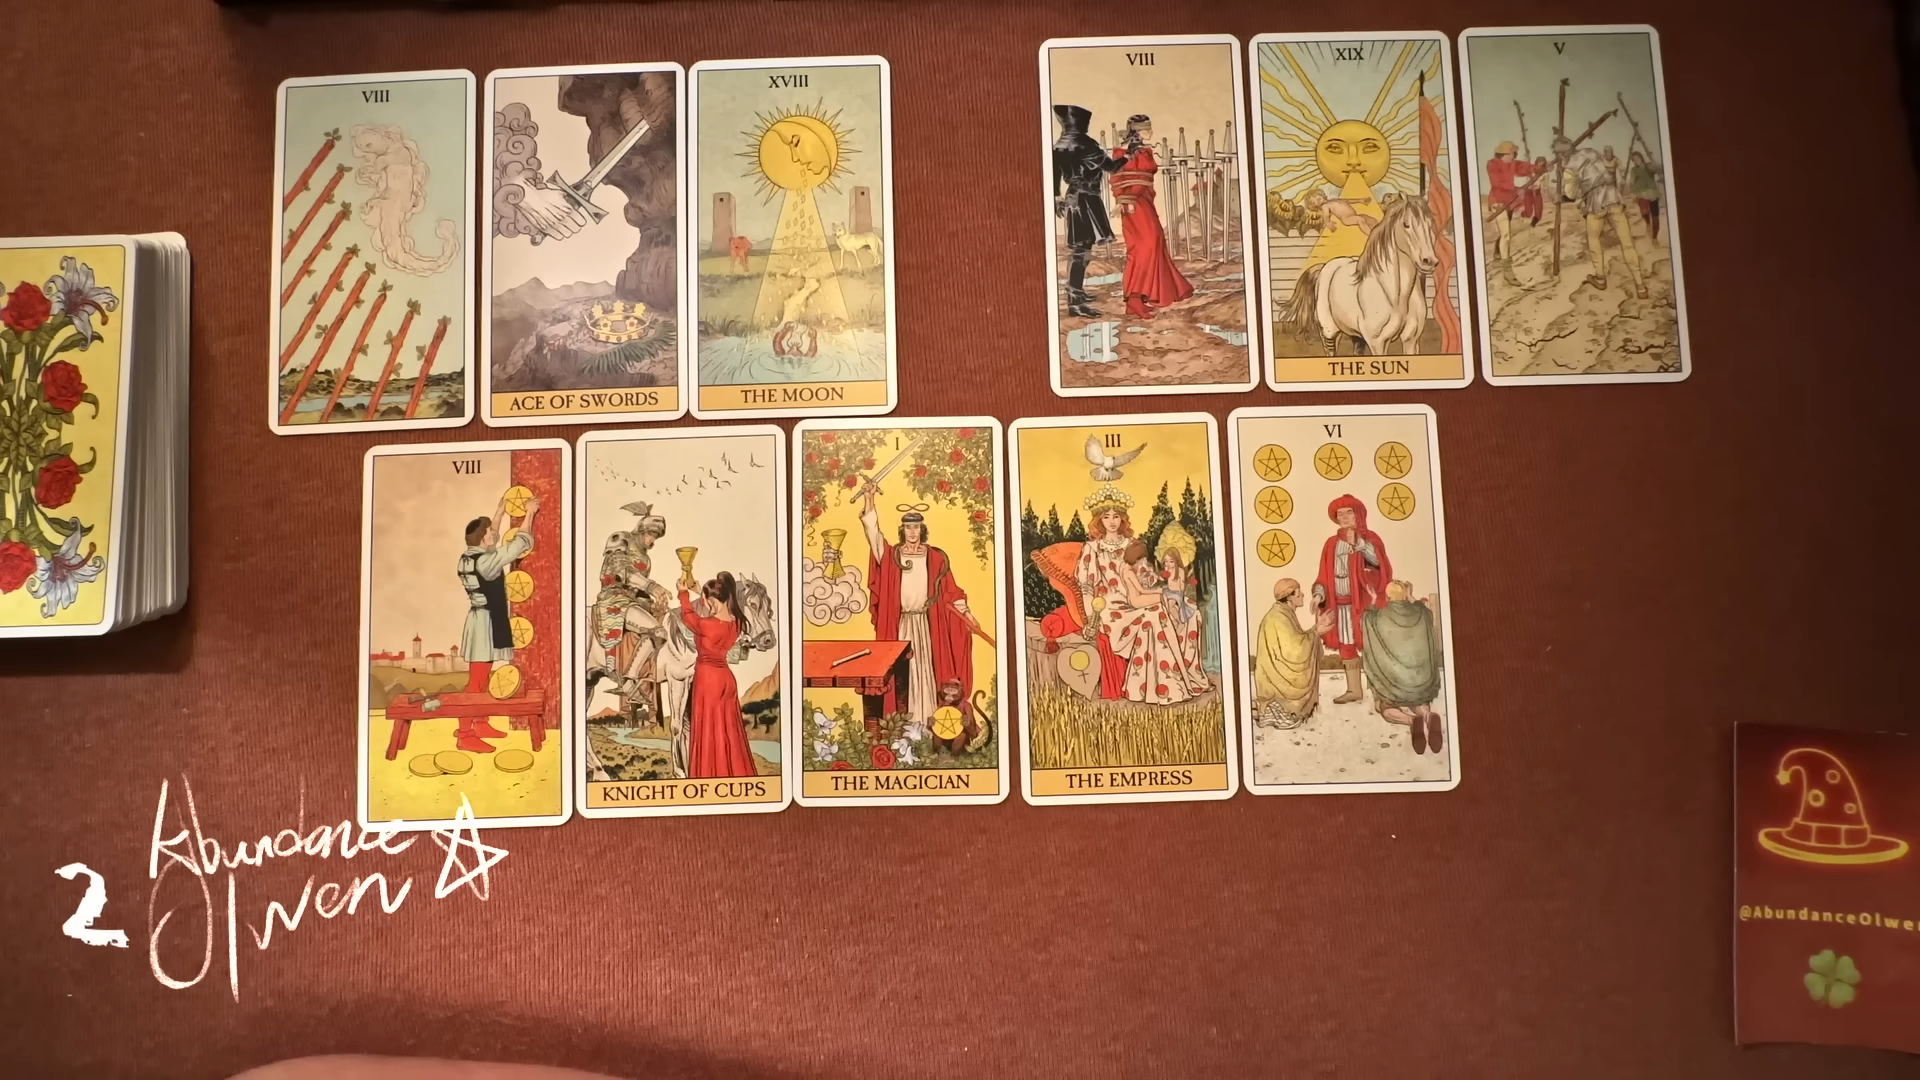 VIII
ACE OF SWORDS
XVIII
THE MOON
VIII
XIX
THE SUN
V
VIII
KNIGHT OF CUPS
I
THE MAGICIAN
III
THE EMPRESS
VI
2
Abundance
Olwen
@AbundanceOlwen